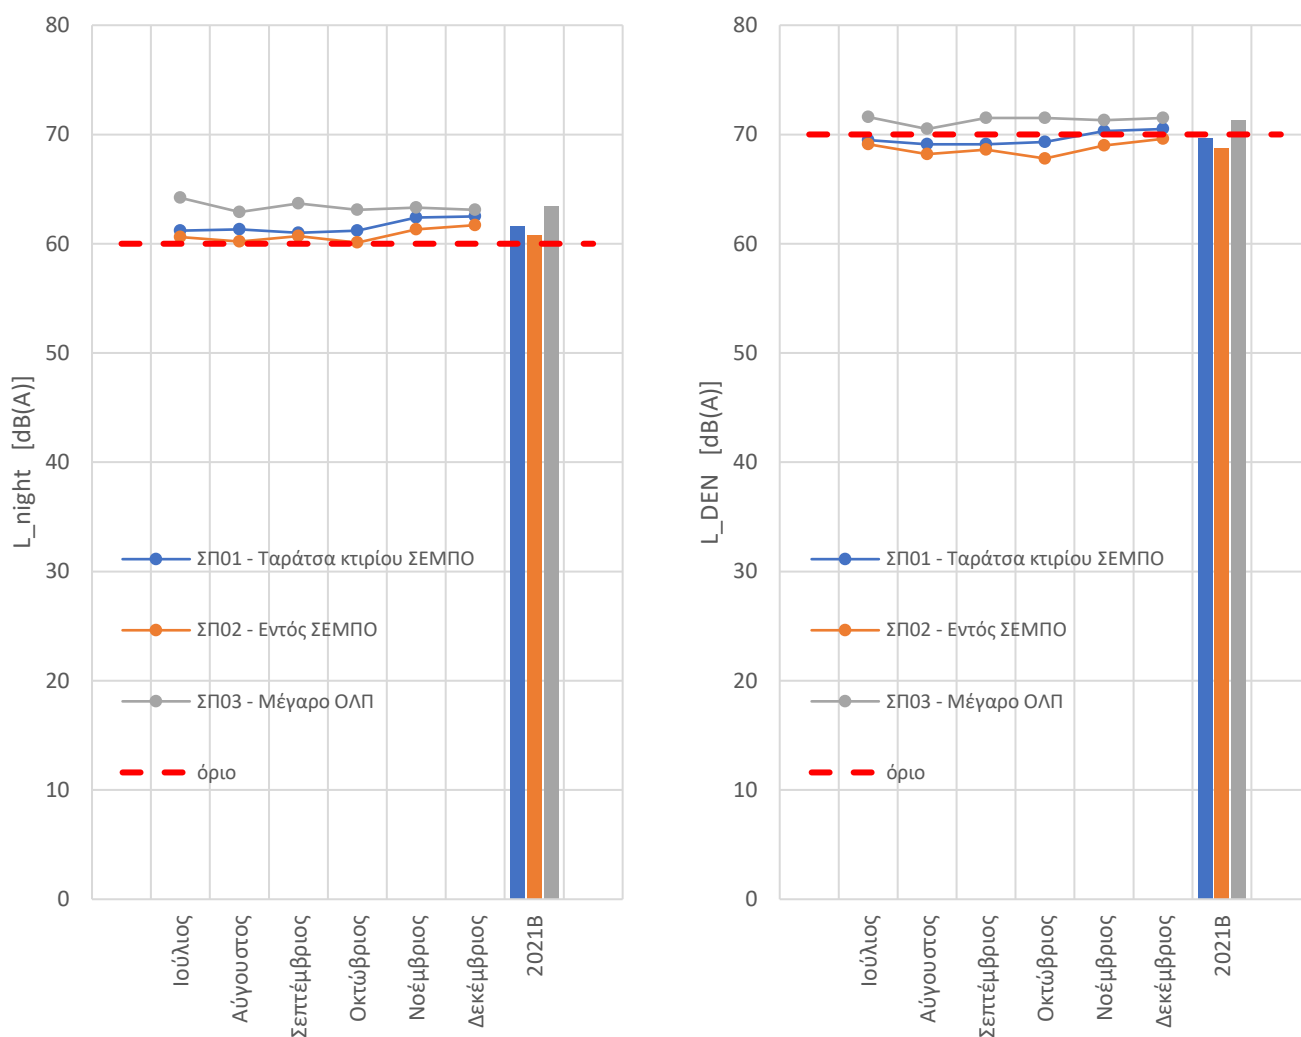 80
70
60
50
40
30
20
10
0
L_night [dB(A)]
ΣΠ01 - Ταράτσα κτιρίου ΣΕΜΠΟ
ΣΠ02 - Εντός ΣΕΜΠΟ
ΣΠ03 - Μέγαρο ΟΛΠ
όριο
Ιούλιος
Αύγουστος
Σεπτέμβριος
Οκτώβριος
Νοέμβριος
Δεκέμβριος
2021Β
80
70
60
50
40
30
20
10
0
L_DEN [dB(A)]
ΣΠ01 - Ταράτσα κτιρίου ΣΕΜΠΟ
ΣΠ02 - Εντός ΣΕΜΠΟ
ΣΠ03 - Μέγαρο ΟΛΠ
όριο
Ιούλιος
Αύγουστος
Σεπτέμβριος
Οκτώβριος
Νοέμβριος
Δεκέμβριος
2021Β